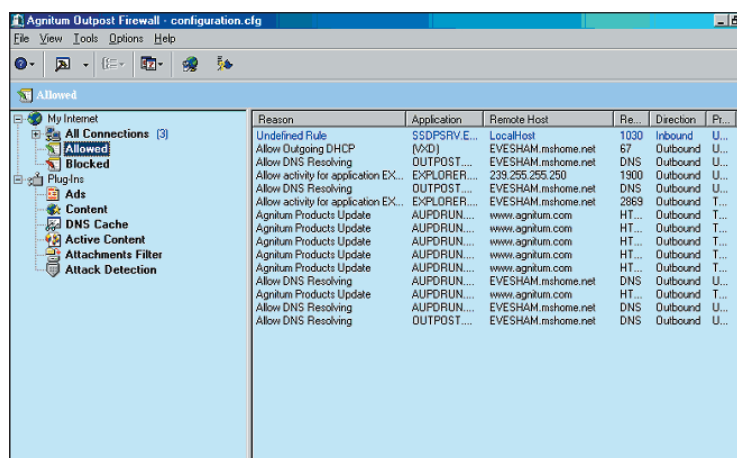 Agnitum Outpost Firewall - configuration.cfg
File View Tools Options Help
Allowed
My Internet
All Connections (3)
Allowed
Blocked
Plug-Ins
Ads
Content
DNS Cache
Active Content
Attachments Filter
Attack Detection
Reason Application Remote Host Re... Direction Pr...
Undefined Rule SSDPSRV.E... LocalHost 1030 Inbound U...
Allow Outgoing DHCP (VXD) EVESHAM.mshome.net 67 Outbound U...
Allow DNS Resolving OUTPOST.... EVESHAM.mshome.net DNS Outbound U...
Allow activity for application EX... EXPLORER.... 239.255.255.250 1900 Outbound U...
Allow DNS Resolving OUTPOST.... EVESHAM.mshome.net DNS Outbound U...
Allow activity for application EX... EXPLORER.... EVESHAM.mshome.net 2869 Outbound T...
Agnitum Products Update AUPDRUN.... www.agnitum.com HT... Outbound T...
Agnitum Products Update AUPDRUN.... www.agnitum.com HT... Outbound T...
Agnitum Products Update AUPDRUN.... www.agnitum.com HT... Outbound T...
Agnitum Products Update AUPDRUN.... www.agnitum.com HT... Outbound T...
Agnitum Products Update AUPDRUN.... www.agnitum.com HT... Outbound T...
Allow DNS Resolving AUPDRUN.... EVESHAM.mshome.net DNS Outbound U...
Agnitum Products Update AUPDRUN.... www.agnitum.com HT... Outbound T...
Allow DNS Resolving AUPDRUN.... EVESHAM.mshome.net DNS Outbound U...
Allow DNS Resolving OUTPOST.... EVESHAM.mshome.net DNS Outbound U...